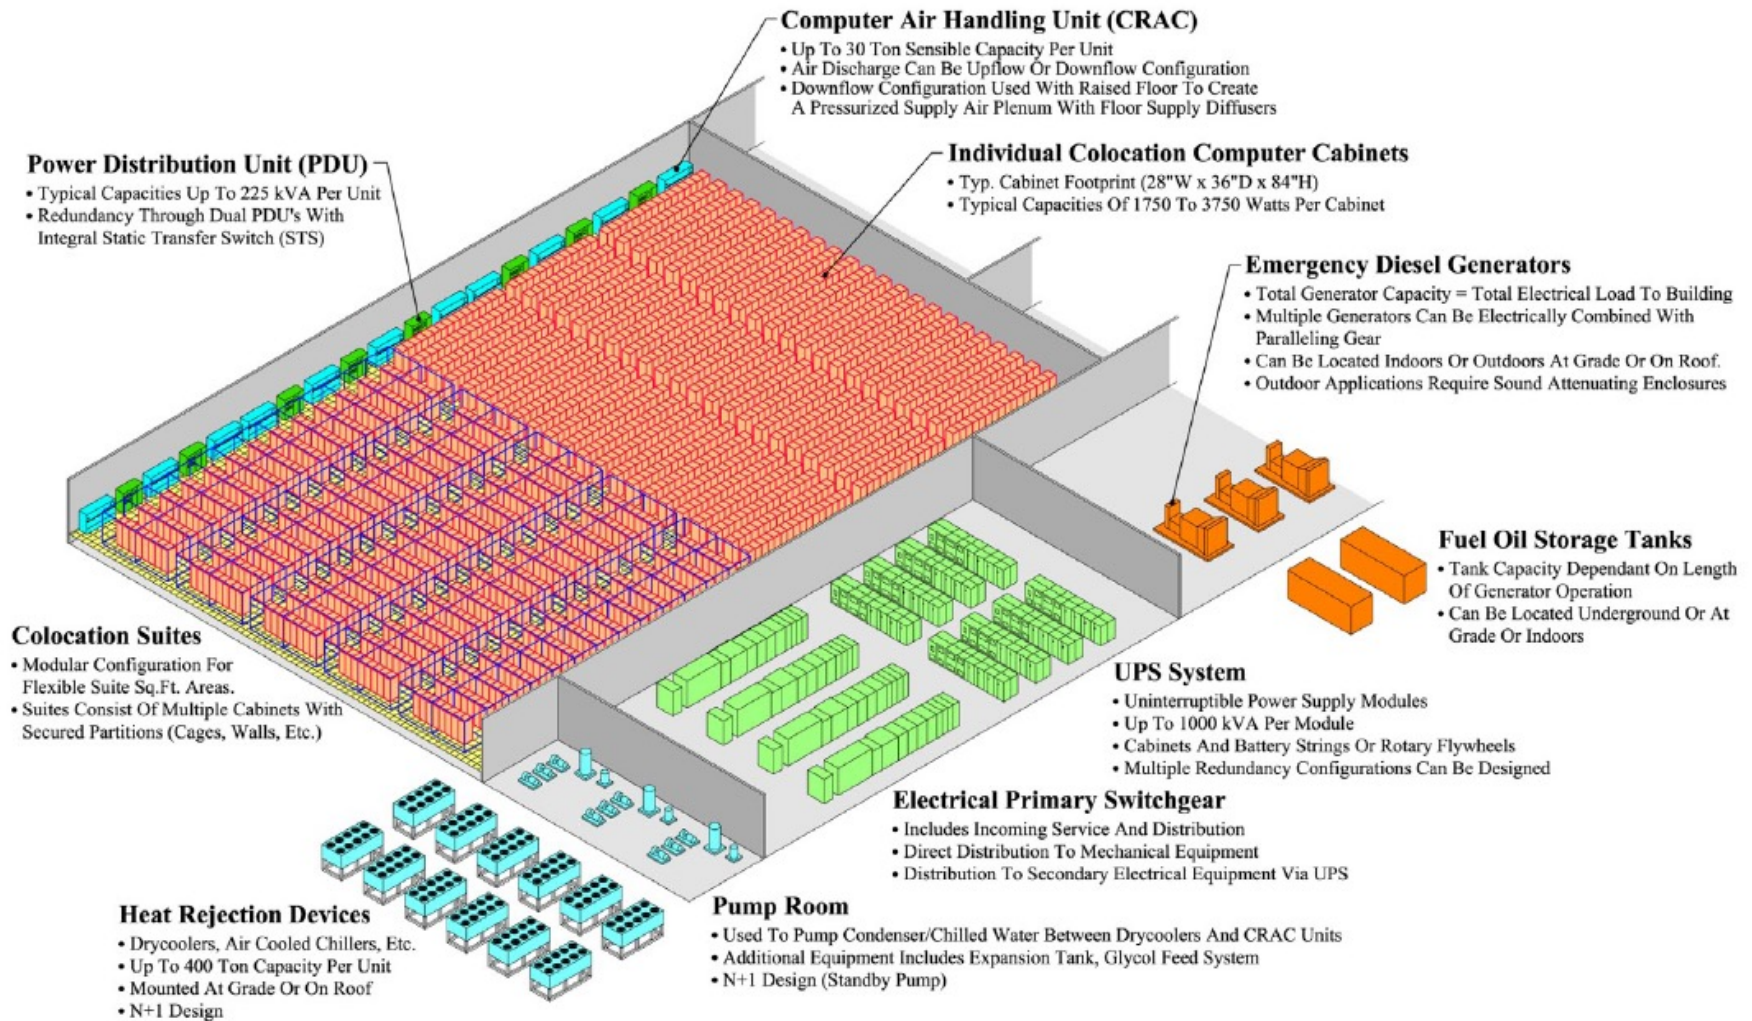 Computer Air Handling Unit (CRAC)
• Up To 30 Ton Sensible Capacity Per Unit
• Air Discharge Can Be Upflow Or Downflow Configuration
• Downflow Configuration Used With Raised Floor To Create
A Pressurized Supply Air Plenum With Floor Supply Diffusers
Power Distribution Unit (PDU)
• Typical Capacities Up To 225 kVA Per Unit
• Redundancy Through Dual PDU's With
Integral Static Transfer Switch (STS)
Individual Colocation Computer Cabinets
• Typ. Cabinet Footprint (28"W x 36"D x 84"H)
• Typical Capacities Of 1750 To 3750 Watts Per Cabinet
Emergency Diesel Generators
• Total Generator Capacity = Total Electrical Load To Building
• Multiple Generators Can Be Electrically Combined With
Paralleling Gear
• Can Be Located Indoors Or Outdoors At Grade Or On Roof.
• Outdoor Applications Require Sound Attenuating Enclosures
Fuel Oil Storage Tanks
• Tank Capacity Dependant On Length
Of Generator Operation
• Can Be Located Underground Or At
Grade Or Indoors
Colocation Suites
• Modular Configuration For
Flexible Suite Sq.Ft. Areas.
• Suites Consist Of Multiple Cabinets With
Secured Partitions (Cages, Walls, Etc.)
UPS System
• Uninterruptible Power Supply Modules
• Up To 1000 kVA Per Module
• Cabinets And Battery Strings Or Rotary Flywheels
• Multiple Redundancy Configurations Can Be Designed
Electrical Primary Switchgear
• Includes Incoming Service And Distribution
• Direct Distribution To Mechanical Equipment
• Distribution To Secondary Electrical Equipment Via UPS
Pump Room
• Used To Pump Condenser/Chilled Water Between Drycoolers And CRAC Units
• Additional Equipment Includes Expansion Tank, Glycol Feed System
• N+1 Design (Standby Pump)
Heat Rejection Devices
• Drycoolers, Air Cooled Chillers, Etc.
• Up To 400 Ton Capacity Per Unit
• Mounted At Grade Or On Roof
• N+1 Design